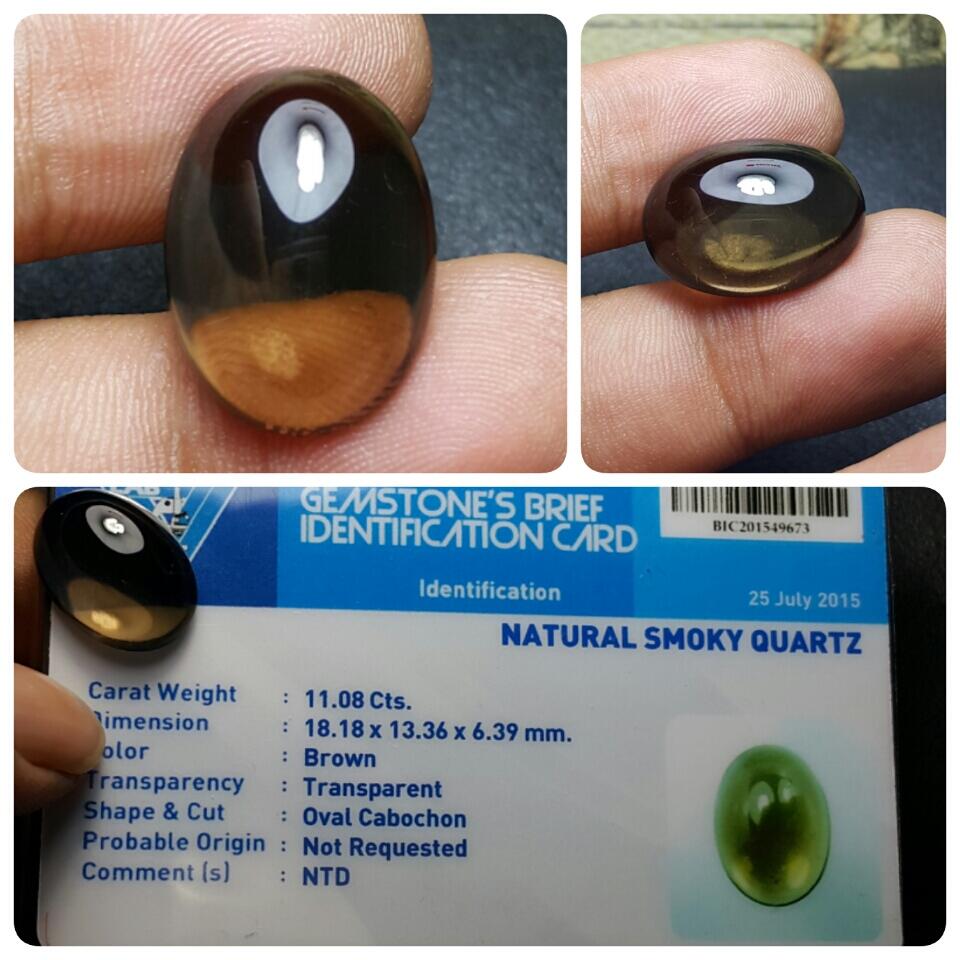 LAB
GEMSTONE'S BRIEF
IDENTIFICATION CARD
BIC201549673
Identification
25 July 2015
NATURAL SMOKY QUARTZ
Carat Weight : 11.08 Cts.
Dimension : 18.18 x 13.36 x 6.39 mm.
olor : Brown
Transparency : Transparent
Shape & Cut : Oval Cabochon
Probable Origin : Not Requested
Comment (s) : NTD